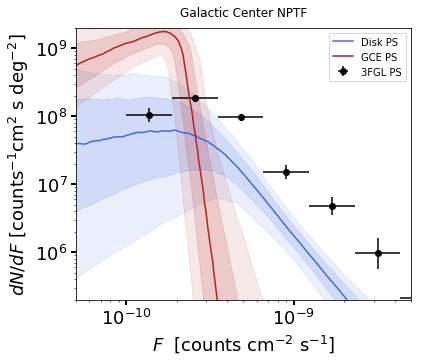 Galactic Center NPTF
Disk PS
GCE PS
3FGL PS
dN/dF [counts⁻¹cm² s deg⁻²]
10⁹
10⁸
10⁷
10⁶
10⁻¹⁰
10⁻⁹
F [counts cm⁻² s⁻¹]